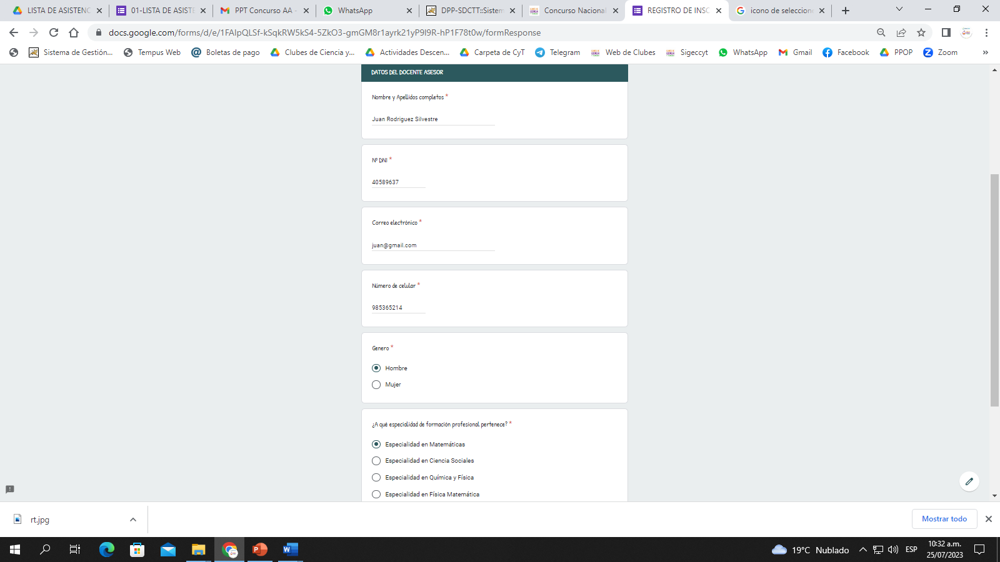 LISTA DE ASISTENC
01-LISTA DE ASISTE
PPT Concurso AA -
WhatsApp
DPP-SDCTT::Sistem
Concurso Nacional
REGISTRO DE INSC
icono de seleccione
docs.google.com/forms/d/e/1FAIpQLSf-kSqkRW5kS4-5ZkO3-gmGM8r1ayrk21yP9I9R-hP1F78t0w/formResponse
Sistema de Gestión...
Tempus Web
Boletas de pago
Clubes de Ciencia y...
Actividades Descen...
Carpeta de CyT
Telegram
Web de Clubes
Sigeccyt
WhatsApp
Gmail
Facebook
PPOP
Zoom
»
DATOS DEL DOCENTE ASESOR
Nombre y Apellidos completos *
Juan Rodriguez Silvestre
Nº DNI *
40589637
Correo electrónico *
juan@gmail.com
Número de celular *
985365214
Genero *
Hombre
Mujer
¿A qué especialidad de formación profesional pertenece? *
Especialidad en Matemáticas
Especialidad en Ciencia Sociales
Especialidad en Química y Física
Especialidad en Física Matemática
rt.jpg
Mostrar todo
19°C Nublado
ESP
10:32 a.m.
25/07/2023